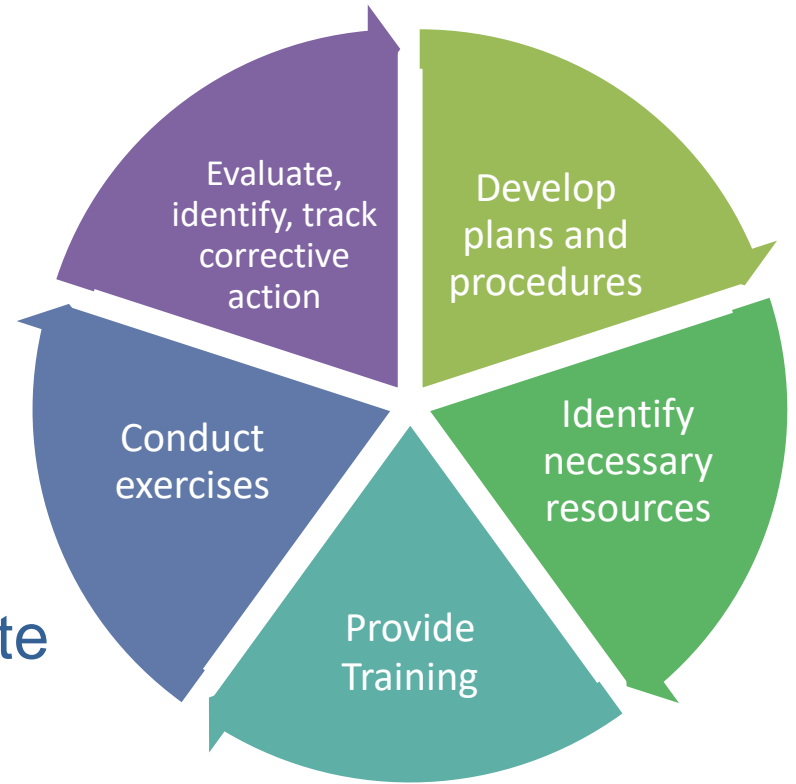 Develop
plans and
procedures
Identify
necessary
resources
Provide
Training
Conduct
exercises
Evaluate,
identify, track
corrective
action
te